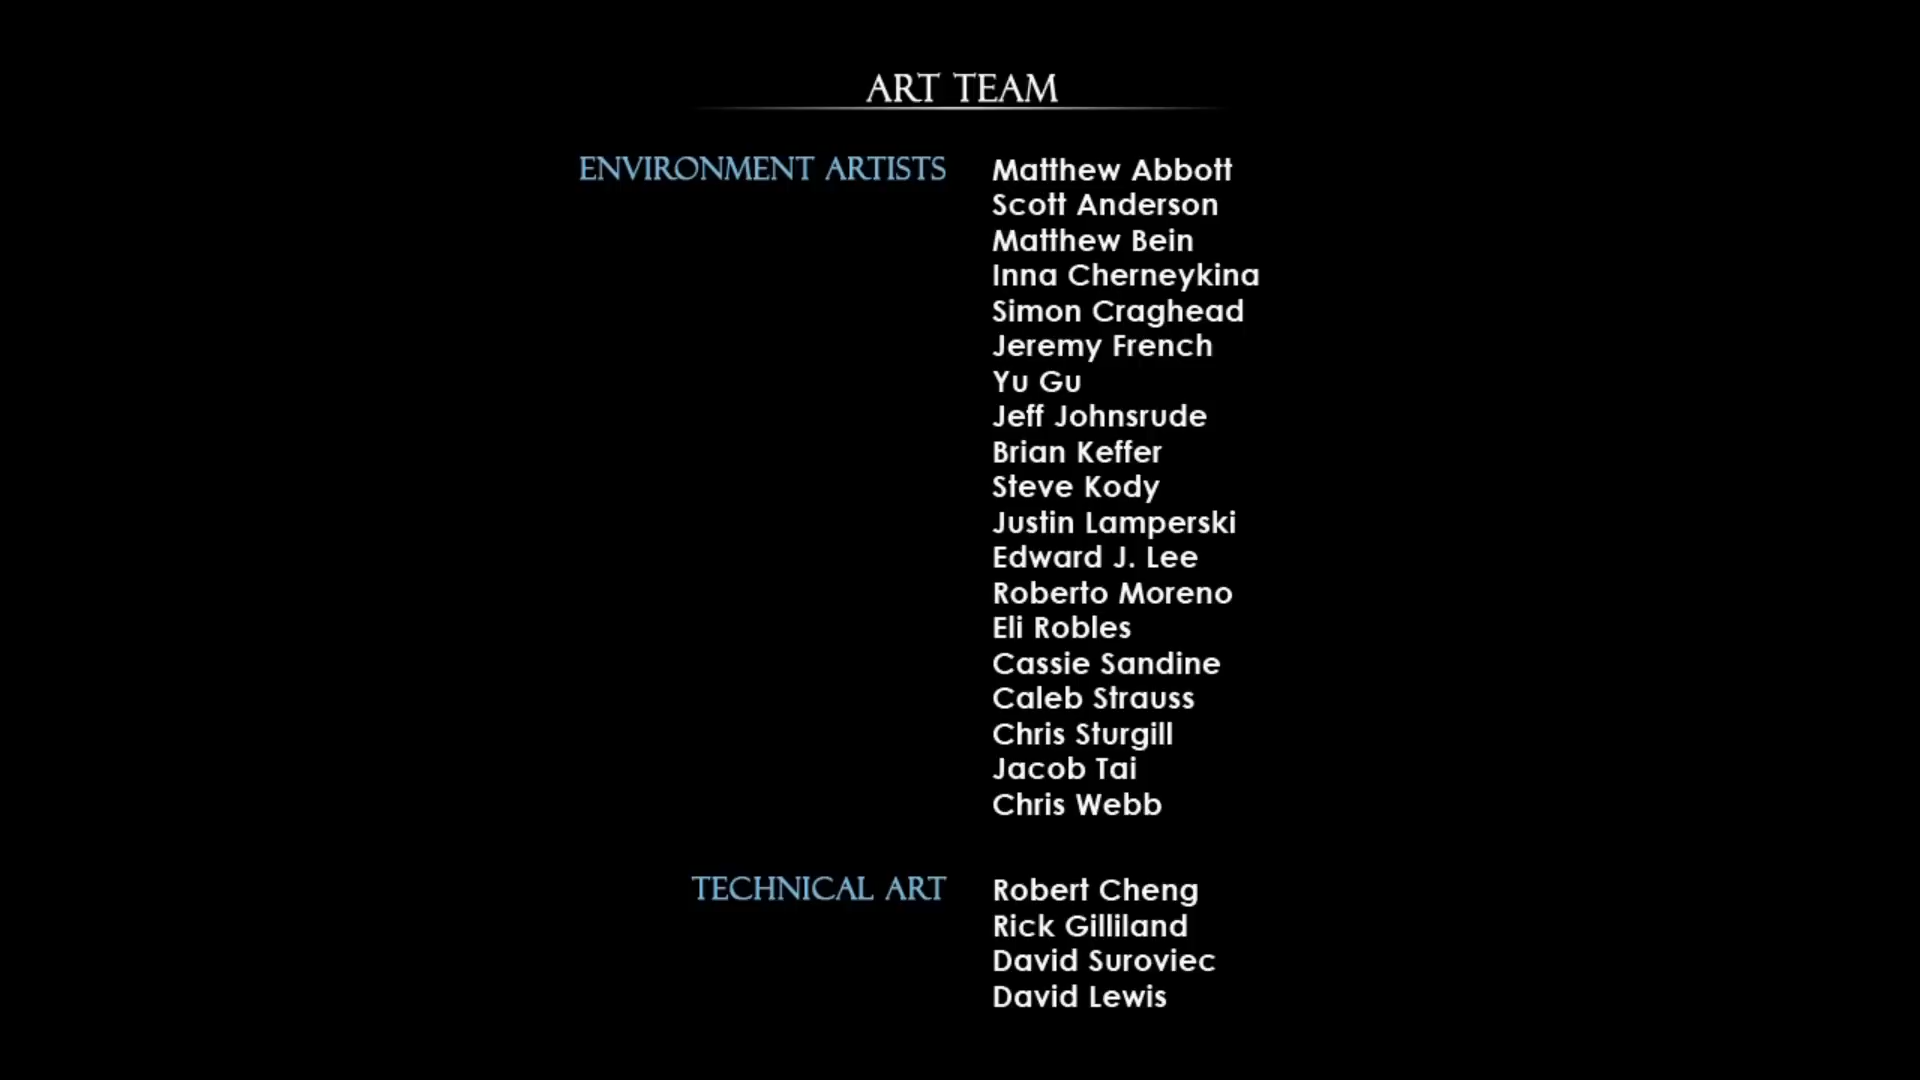 ART TEAM
ENVIRONMENT ARTISTS Matthew Abbott
Scott Anderson
Matthew Bein
Inna Cherneykina
Simon Craghead
Jeremy French
Yu Gu
Jeff Johnsrude
Brian Keffer
Steve Kody
Justin Lamperski
Edward J. Lee
Roberto Moreno
Eli Robles
Cassie Sandine
Caleb Strauss
Chris Sturgill
Jacob Tai
Chris Webb
TECHNICAL ART Robert Cheng
Rick Gilliland
David Suroviec
David Lewis